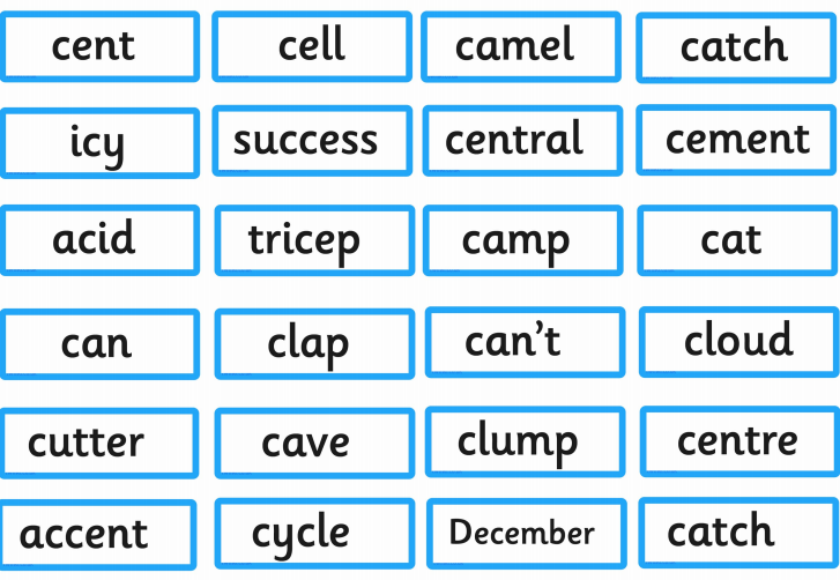 cent cell camel catch
icy success central cement
acid tricep camp cat
can clap can't cloud
cutter cave clump centre
accent cycle December catch